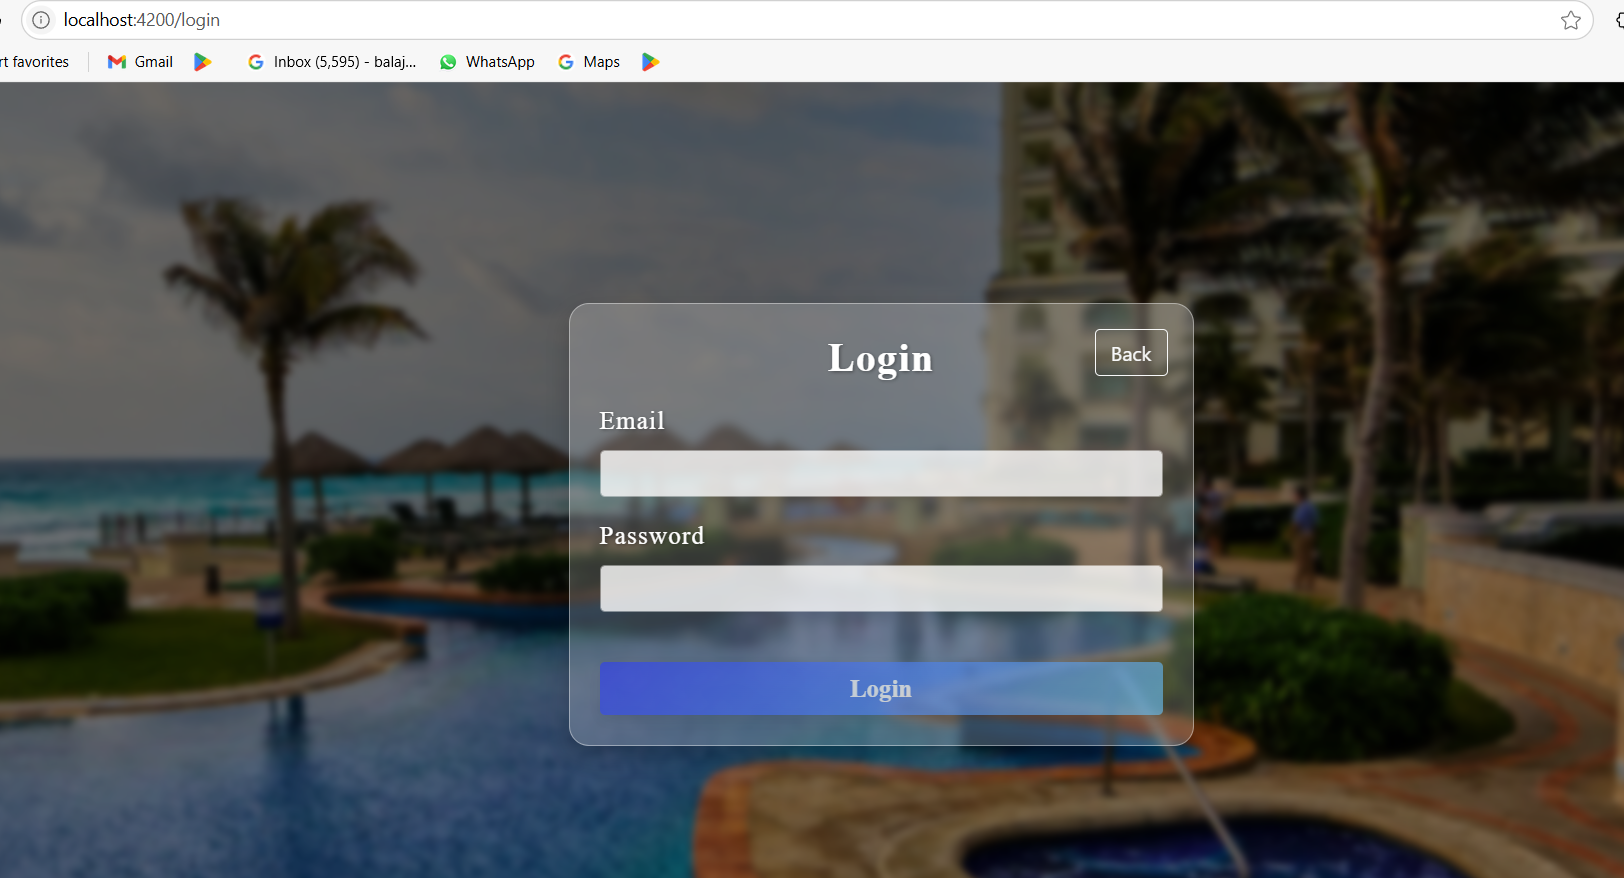 localhost:4200/login
rt favorites Gmail Inbox (5,595) - balaj... WhatsApp Maps
Login Back
Email
Password
Login